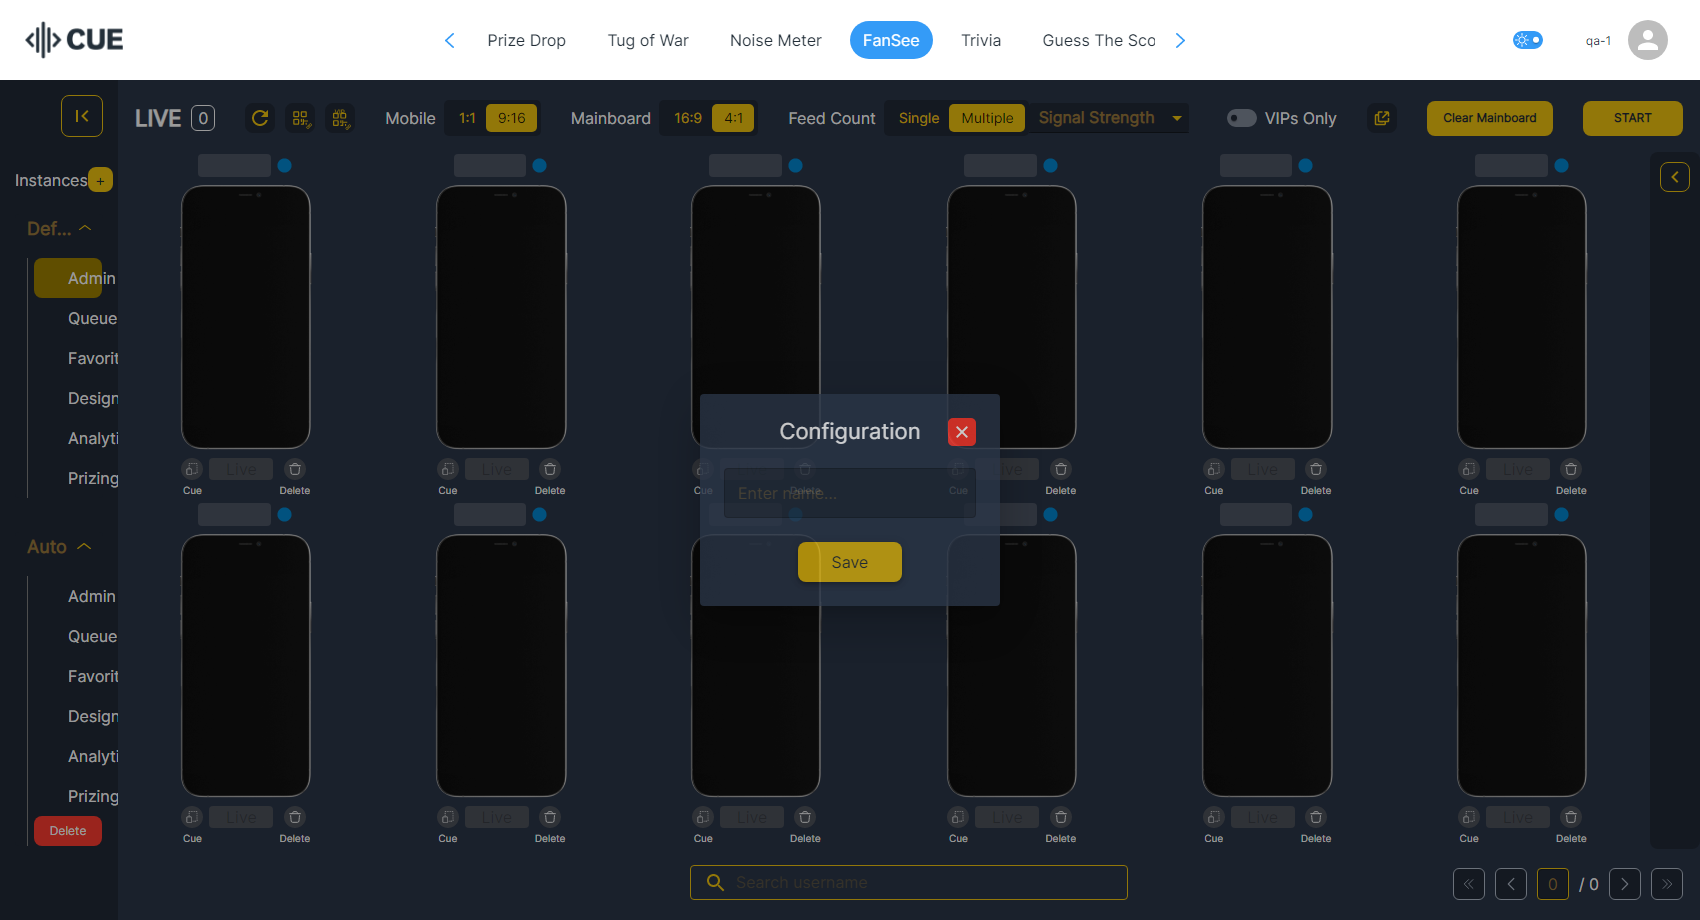 CUE
Prize Drop Tug of War Noise Meter FanSee Trivia Guess The Sco
qa-1
LIVE 0
Mobile 1:1 9:16
Mainboard 16:9 4:1
Feed Count Single Multiple Signal Strength
VIPs Only
Clear Mainboard
START
Instances +
Def...
Admin
Queue
Favorit
Design
Analyti
Prizing
Auto
Admin
Queue
Favorit
Design
Analyti
Prizing
Delete
Live Live Live Live Live Live
Cue Delete Cue Delete Cue Delete Cue Delete Cue Delete Cue Delete
Configuration
Enter name...
Save
Live Live Live Live Live Live
Cue Delete Cue Delete Cue Delete Cue Delete Cue Delete Cue Delete
Search username
0 / 0